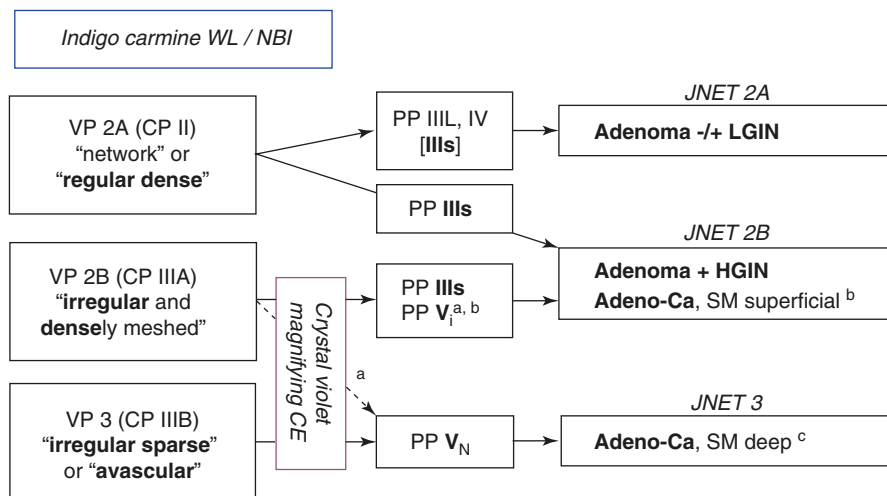 Indigo carmine WL / NBI
VP 2A (CP II)
“network” or
“regular dense”
PP IIIL, IV
[IIIs]
JNET 2A
Adenoma -/+ LGIN
PP IIIs
VP 2B (CP IIIA)
“irregular and
densely meshed”
Crystal violet
magnifying CE
PP IIIs
PP Vi a, b
JNET 2B
Adenoma + HGIN
Adeno-Ca, SM superficial b
a
VP 3 (CP IIIB)
“irregular sparse”
or “avascular”
PP VN
JNET 3
Adeno-Ca, SM deep c